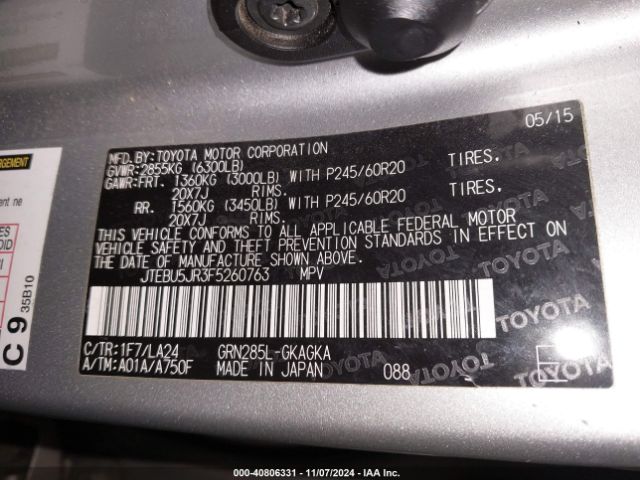 05/15
MFD. BY: TOYOTA MOTOR CORPORATION
GVWR: 2855KG (6300LB)
GAWR: FRT. 1360KG (3000LB) WITH P245/60R20 TIRES.
20X7J RIMS.
RR. 1560KG (3450LB) WITH P245/60R20 TIRES.
20X7J RIMS.
THIS VEHICLE CONFORMS TO ALL APPLICABLE FEDERAL MOTOR
VEHICLE SAFETY AND THEFT PREVENTION STANDARDS IN EFFECT ON
THE DATE OF MANUFACTURE SHOWN ABOVE.
JTEBU5JR3F5260763 MPV
C/TR: 1F7/LA24 GRN285L-GKAGKA
A/TM: A01A/A750F MADE IN JAPAN 088
TOYOTA
C 9 35B10
000-40806331 - 11/07/2024 - IAA Inc.